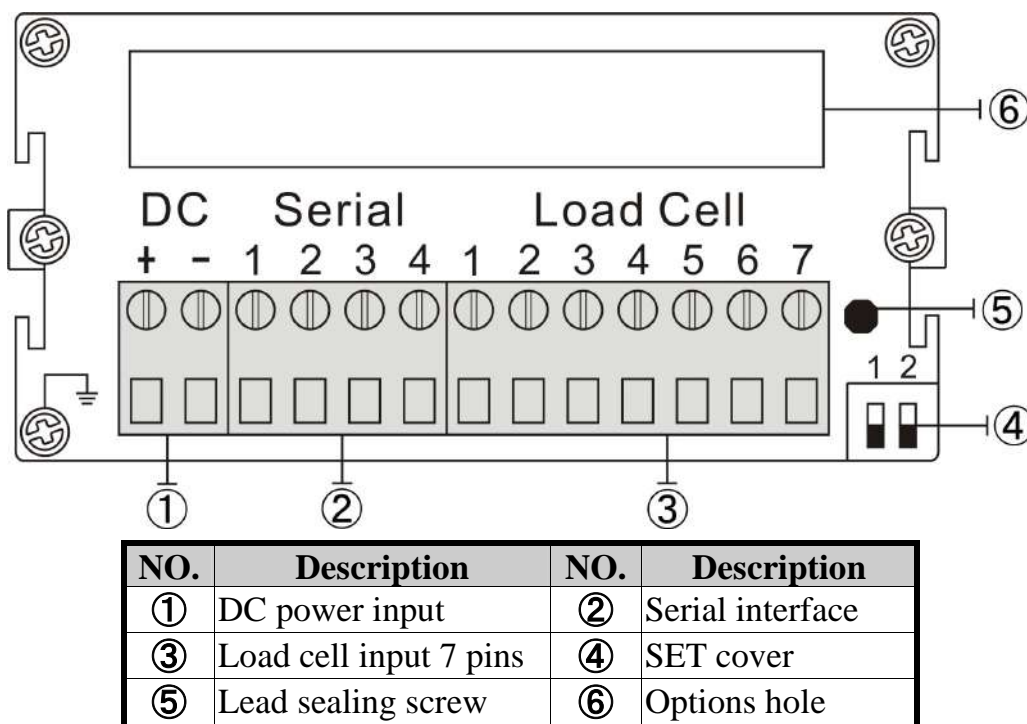 ⑥
DC Serial Load Cell
+ - 1 2 3 4 1 2 3 4 5 6 7
⑤
1 2
④
① ② ③
NO. Description NO. Description
① DC power input ② Serial interface
③ Load cell input 7 pins ④ SET cover
⑤ Lead sealing screw ⑥ Options hole